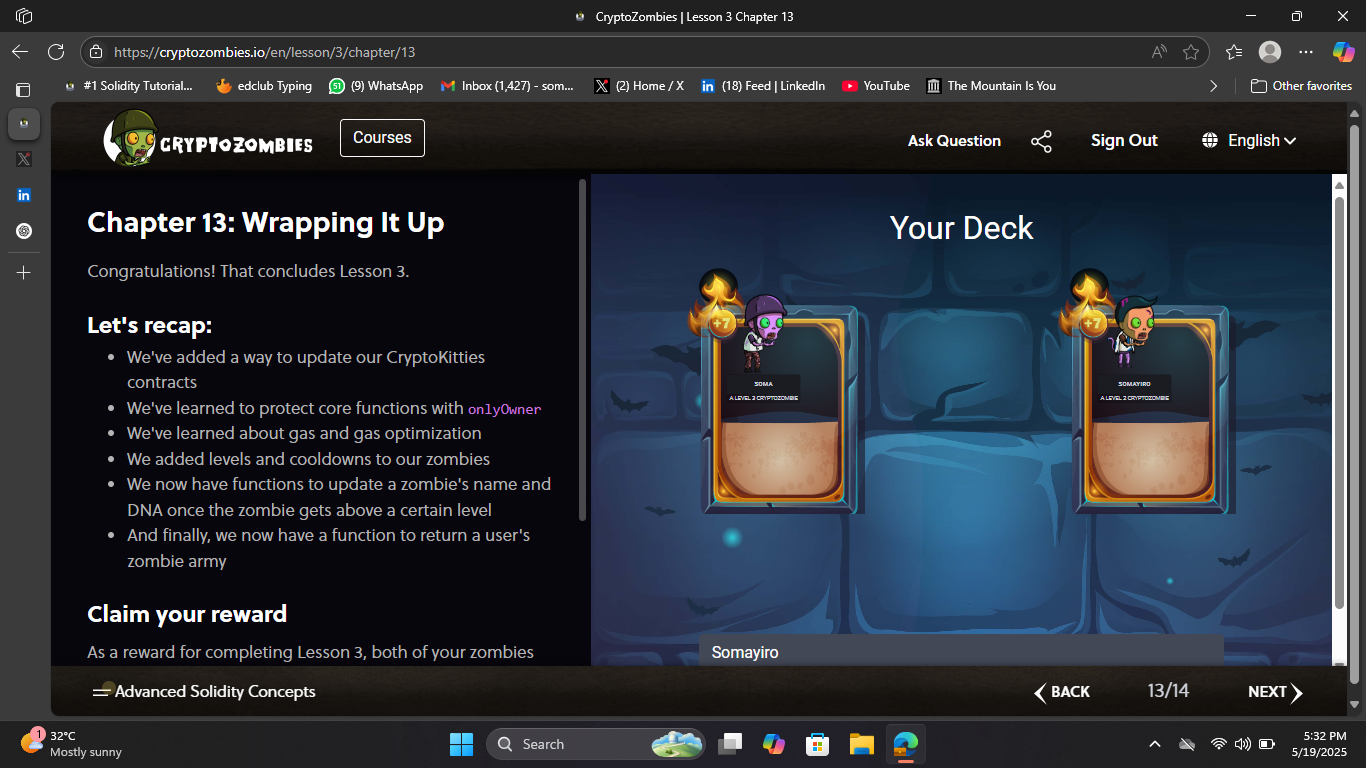 CryptoZombies | Lesson 3 Chapter 13
https://cryptozombies.io/en/lesson/3/chapter/13
#1 Solidity Tutorial...
edclub Typing
(9) WhatsApp
Inbox (1,427) - som...
(2) Home / X
(18) Feed | LinkedIn
YouTube
The Mountain Is You
Other favorites
CRYPTOZOMBIES
Courses
Ask Question
Sign Out
English
Chapter 13: Wrapping It Up
Congratulations! That concludes Lesson 3.
Let's recap:
We've added a way to update our CryptoKitties
contracts
We've learned to protect core functions with onlyOwner
We've learned about gas and gas optimization
We added levels and cooldowns to our zombies
We now have functions to update a zombie's name and
DNA once the zombie gets above a certain level
And finally, we now have a function to return a user's
zombie army
Claim your reward
As a reward for completing Lesson 3, both of your zombies
Your Deck
+7
SOMA
A LEVEL 3 CRYPTOZOMBIE
+7
SOMAYIRO
A LEVEL 2 CRYPTOZOMBIE
Somayiro
Advanced Solidity Concepts
BACK
13/14
NEXT
1
32°C
Mostly sunny
Search
5:32 PM
5/19/2025